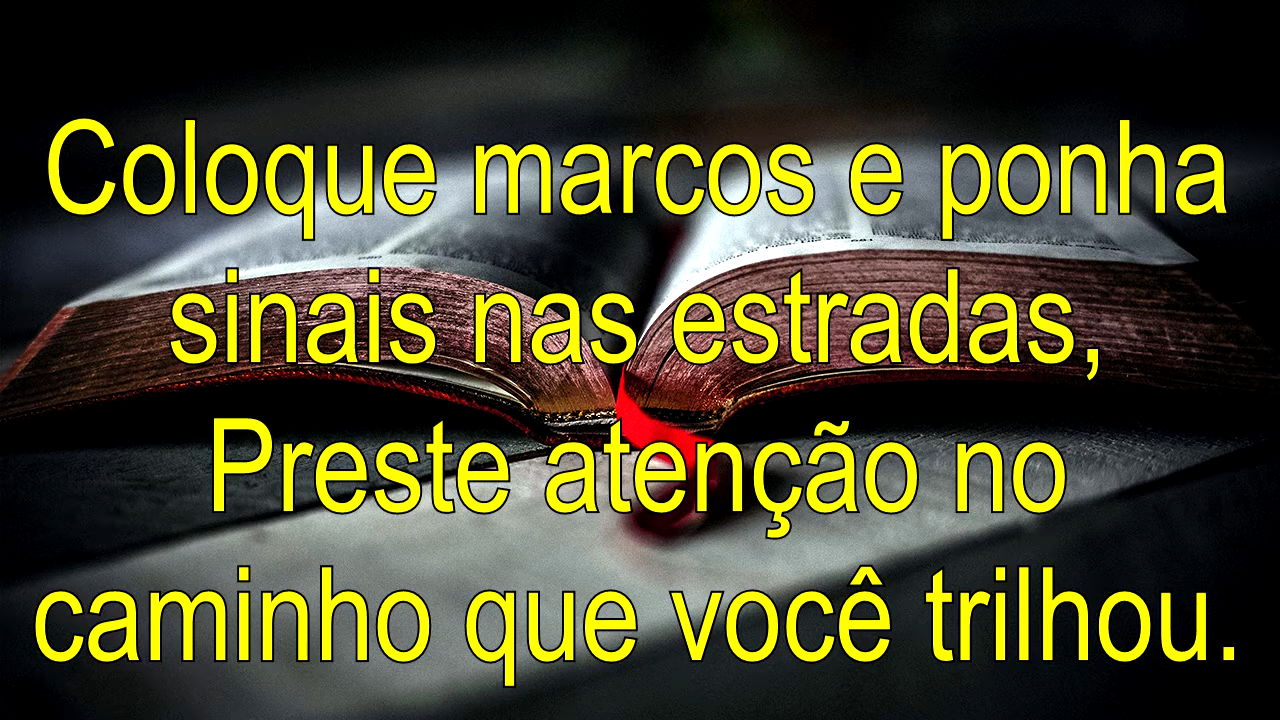 Coloque marcos e ponha
sinais nas estradas,
Preste atenção no
caminho que você trilhou.